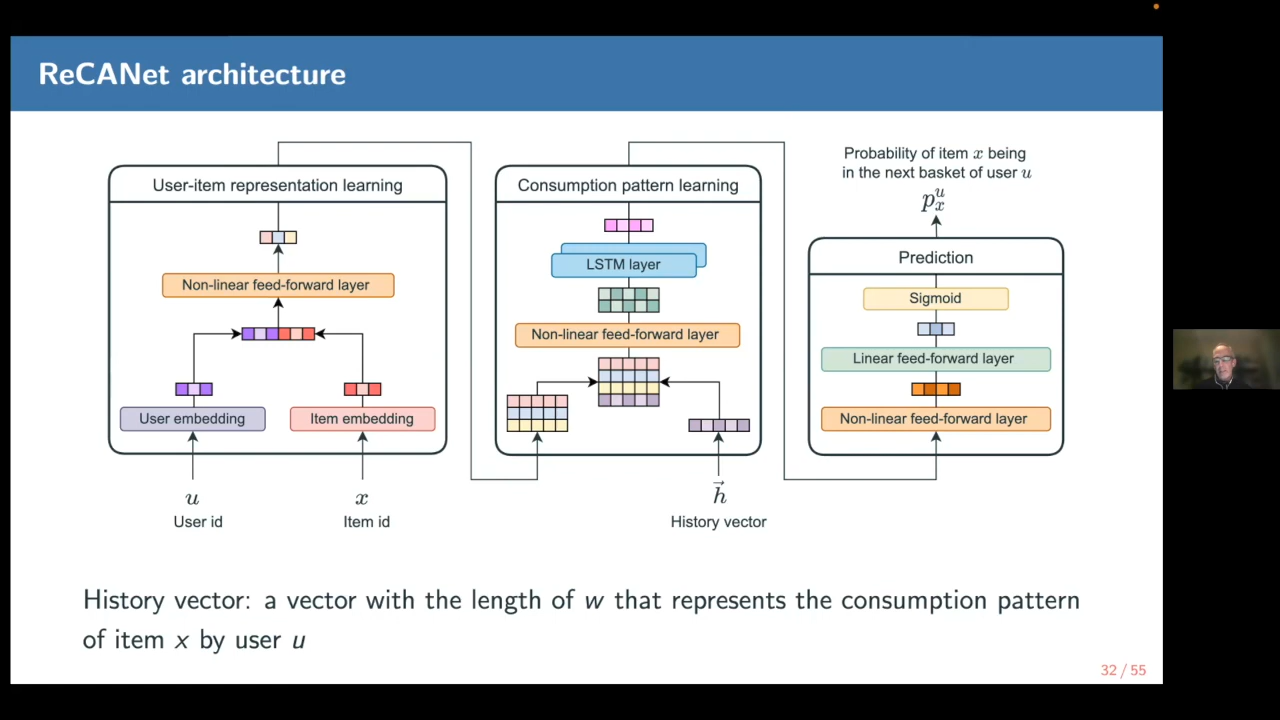 ReCANet architecture
User-item representation learning
Non-linear feed-forward layer
User embedding
Item embedding
u
User id
x
Item id
Consumption pattern learning
LSTM layer
Non-linear feed-forward layer
h⃗
History vector
Probability of item x being
in the next basket of user u
p_x^u
Prediction
Sigmoid
Linear feed-forward layer
Non-linear feed-forward layer
History vector: a vector with the length of w that represents the consumption pattern
of item x by user u
32 / 55